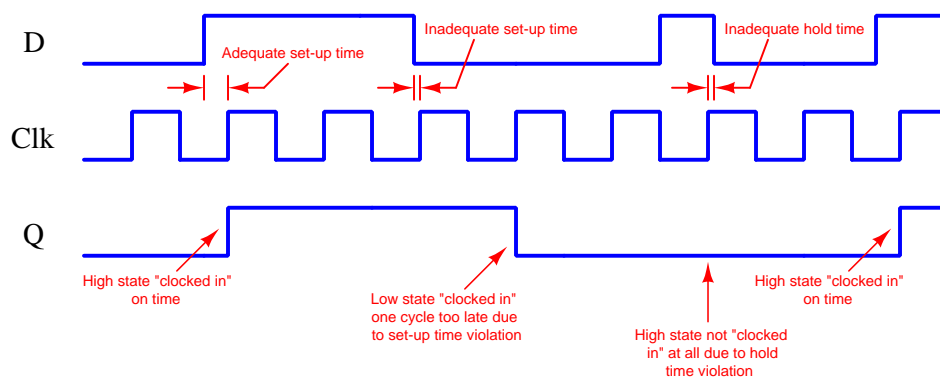 D
Adequate set-up time
Inadequate set-up time
Inadequate hold time
Clk
Q
High state "clocked in"
on time
Low state "clocked in"
one cycle too late due
to set-up time violation
High state not "clocked
in" at all due to hold
time violation
High state "clocked in"
on time